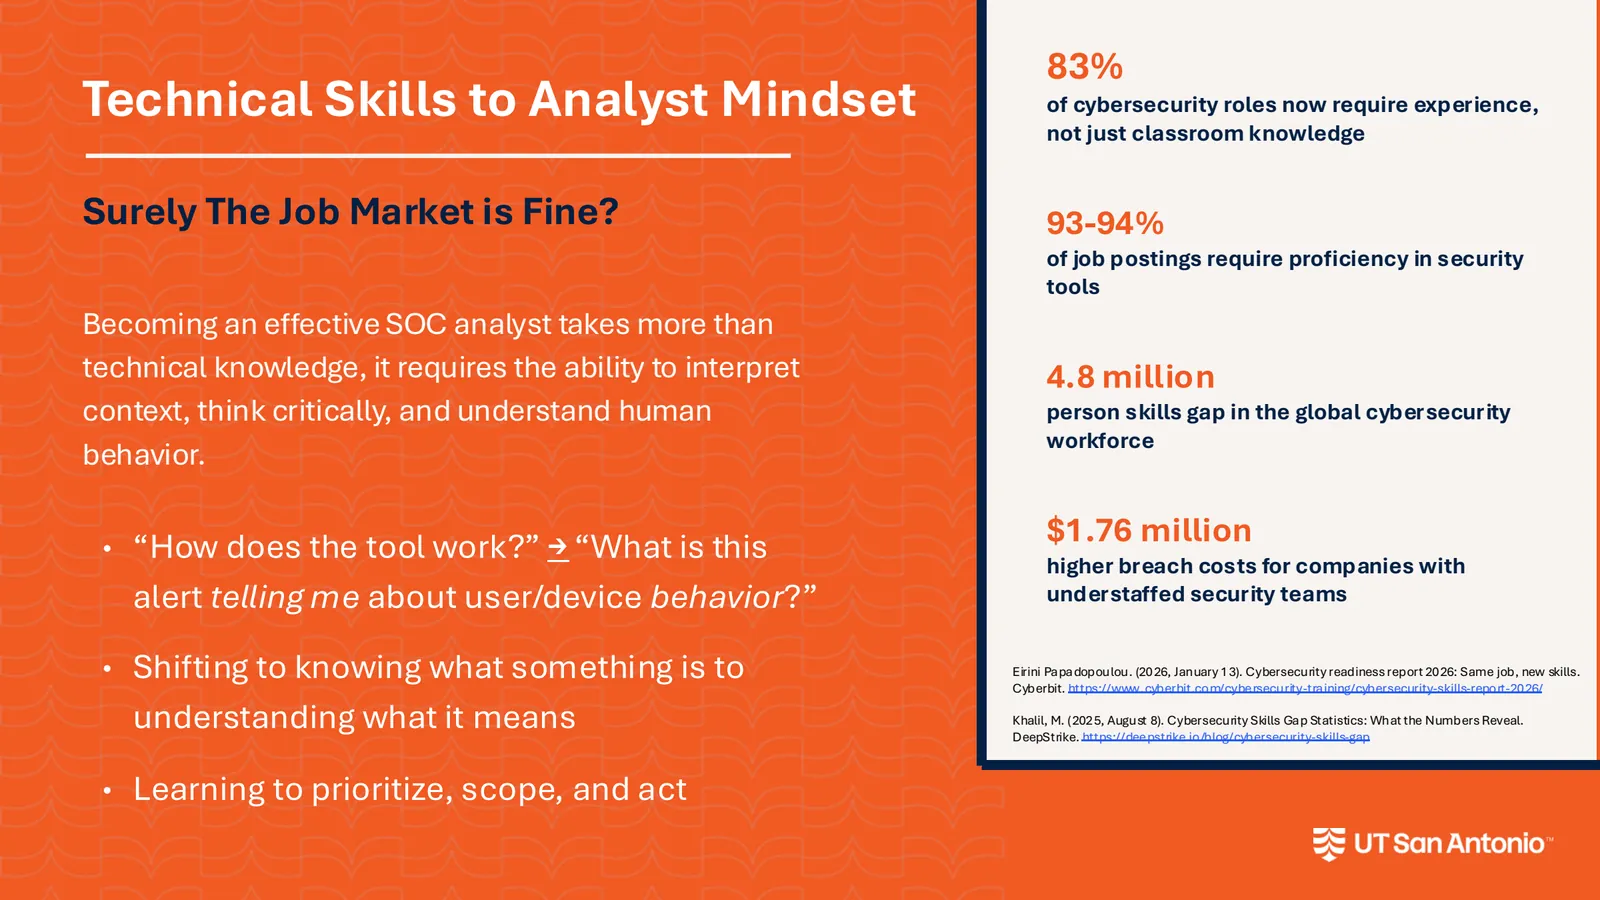 Technical Skills to Analyst Mindset
Surely The Job Market is Fine?
Becoming an effective SOC analyst takes more than
technical knowledge, it requires the ability to interpret
context, think critically, and understand human
behavior.
• “How does the tool work?” → “What is this
alert telling me about user/device behavior?”
• Shifting to knowing what something is to
understanding what it means
• Learning to prioritize, scope, and act
83%
of cybersecurity roles now require experience,
not just classroom knowledge
93-94%
of job postings require proficiency in security
tools
4.8 million
person skills gap in the global cybersecurity
workforce
$1.76 million
higher breach costs for companies with
understaffed security teams
Eirini Papadopoulou. (2026, January 13). Cybersecurity readiness report 2026: Same job, new skills.
Cyberbit. https://www.cyberbit.com/cybersecurity-training/cybersecurity-skills-report-2026/
Khalil, M. (2025, August 8). Cybersecurity Skills Gap Statistics: What the Numbers Reveal.
DeepStrike. https://deepstrike.io/blog/cybersecurity-skills-gap
UT San Antonio™